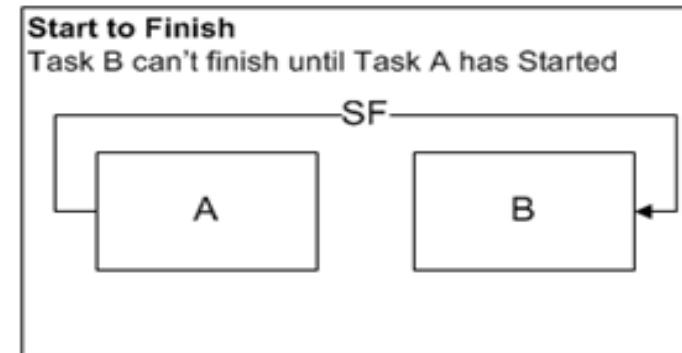 Start to Finish
Task B can't finish until Task A has Started
SF
A
B